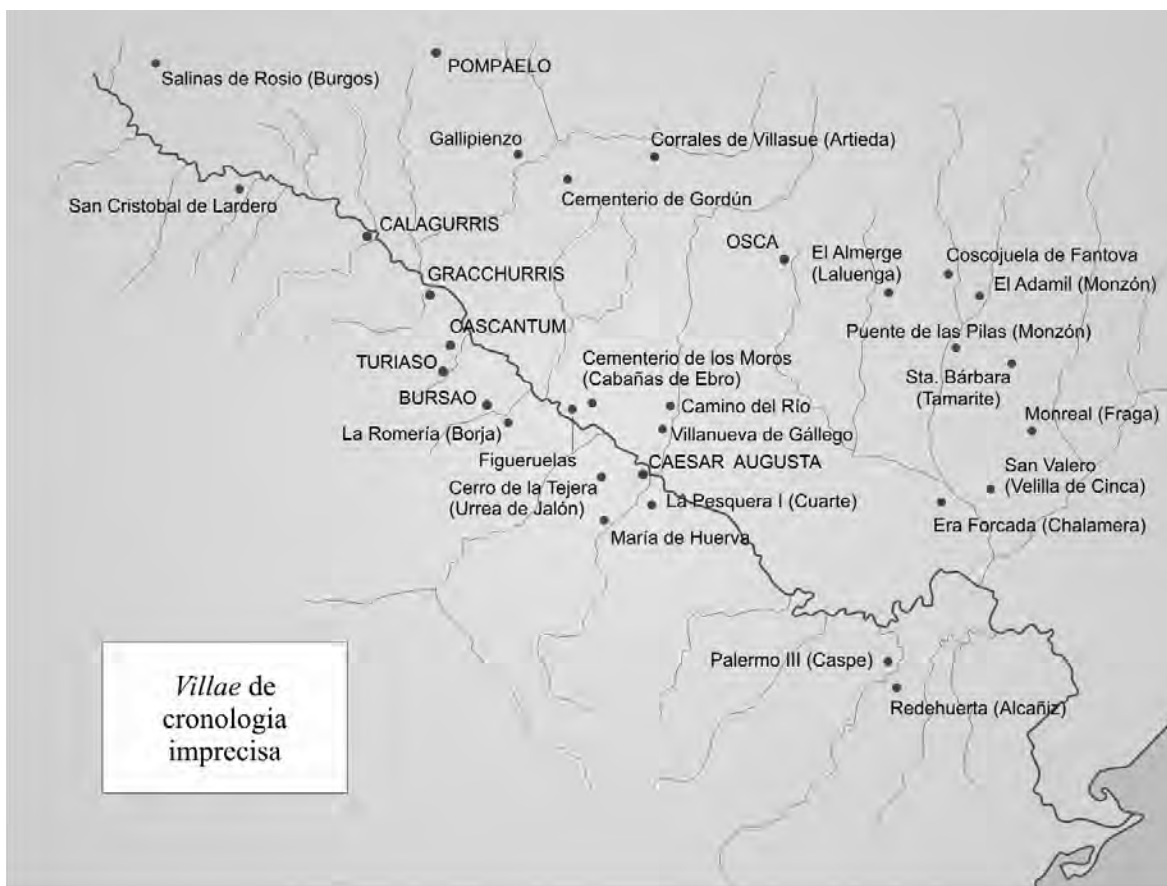 POMPAELO
Salinas de Rosio (Burgos)
Gallipienzo
Corrales de Villasue (Artieda)
San Cristobal de Lardero
Cementerio de Gordún
CALAGURRIS
OSCA
El Almerge
(Laluenga)
Coscojuela de Fantova
GRACCHURRIS
El Adamil (Monzón)
CASCANTUM
Puente de las Pilas (Monzón)
TURIASO
Cementerio de los Moros
(Cabañas de Ebro)
Sta. Bárbara
(Tamarite)
BURSAO
Camino del Río
Monreal (Fraga)
La Romería (Borja)
Villanueva de Gállego
Figueruelas
CAESAR AUGUSTA
San Valero
(Velilla de Cinca)
Cerro de la Tejera
(Urrea de Jalón)
La Pesquera I (Cuarte)
Era Forcada (Chalamera)
María de Huerva
Palermo III (Caspe)
Redehuerta (Alcañiz)
Villae de
cronologia
imprecisa